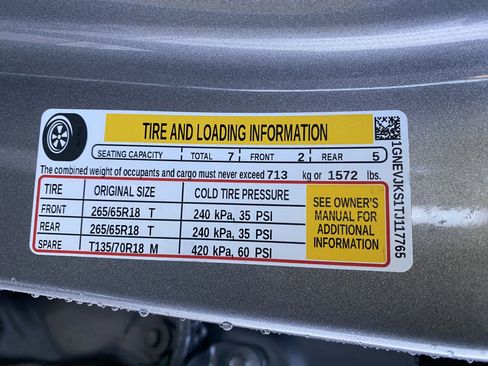 TIRE AND LOADING INFORMATION
SEATING CAPACITY TOTAL 7 FRONT 2 REAR 5
The combined weight of occupants and cargo must never exceed 713 kg or 1572 lbs.
TIRE ORIGINAL SIZE COLD TIRE PRESSURE
FRONT 265/65R18 T 240 kPa, 35 PSI
REAR 265/65R18 T 240 kPa, 35 PSI
SPARE T135/70R18 M 420 kPa, 60 PSI
SEE OWNER'S
MANUAL FOR
ADDITIONAL
INFORMATION
1GNEVJKS1TJ117765